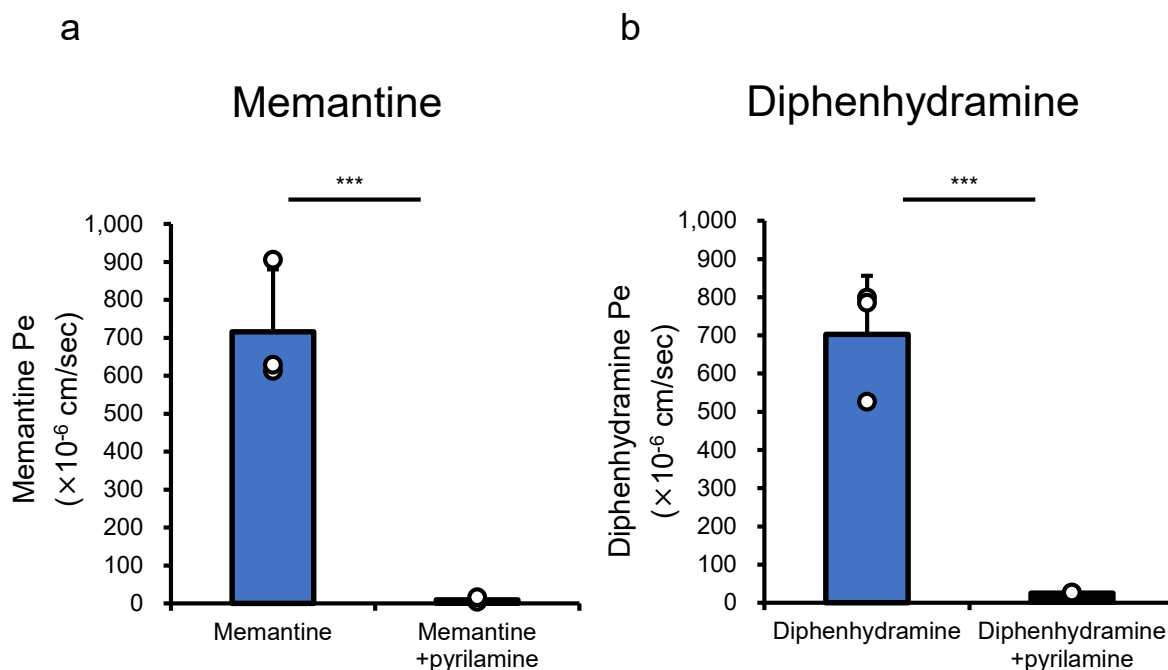 a
Memantine
***
Memantine Pe
(×10-6 cm/sec)
1,000
900
800
700
600
500
400
300
200
100
0
Memantine
Memantine
+pyrilamine
b
Diphenhydramine
***
Diphenhydramine Pe
(×10-6 cm/sec)
1,000
900
800
700
600
500
400
300
200
100
0
Diphenhydramine
Diphenhydramine
+pyrilamine